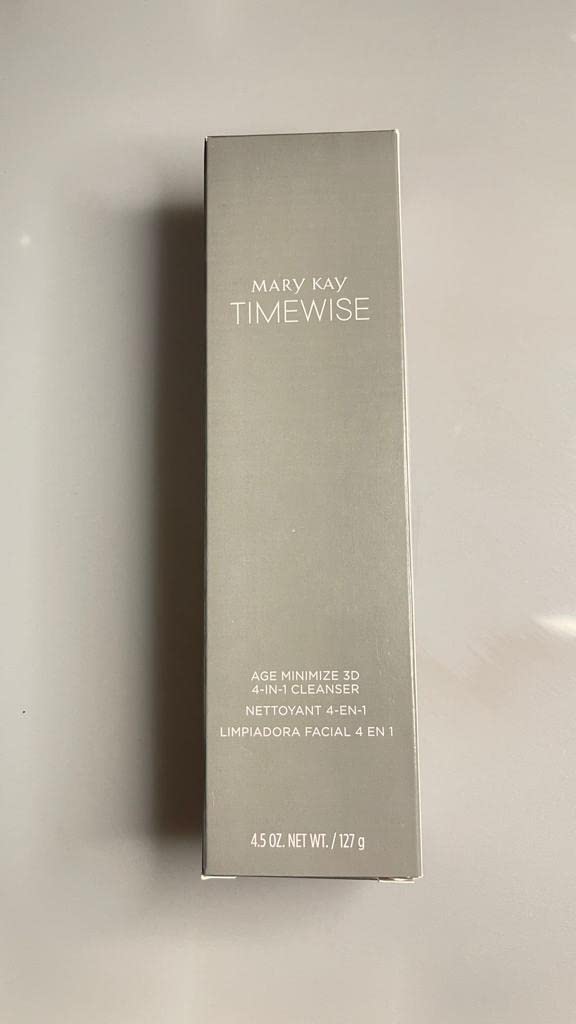 MARY KAY
TIMEWISE
AGE MINIMIZE 3D
4-IN-1 CLEANSER
NETTOYANT 4-EN-1
LIMPIADORA FACIAL 4 EN 1
4.5 OZ. NET WT. / 127 g